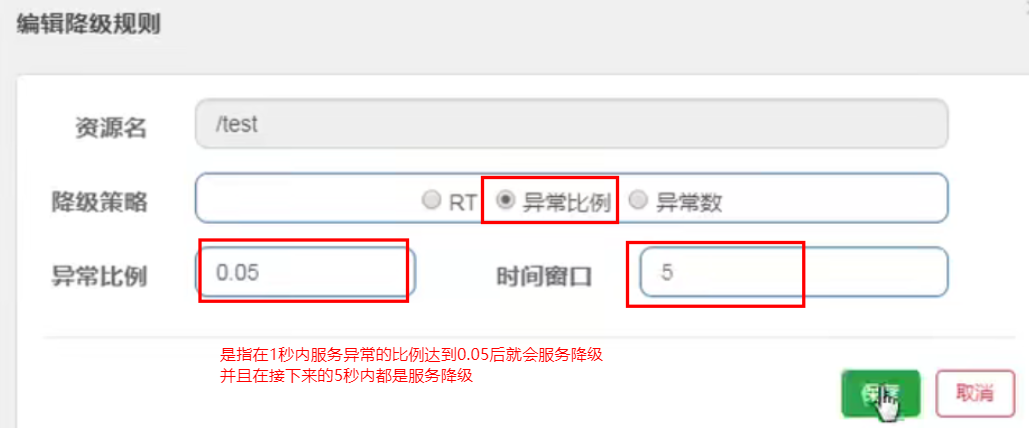 编辑降级规则
资源名 /test
降级策略 RT 异常比例 异常数
异常比例 0.05 时间窗口 5
是指在1秒内服务异常的比例达到0.05后就会服务降级
并且在接下来的5秒内都是服务降级
取消